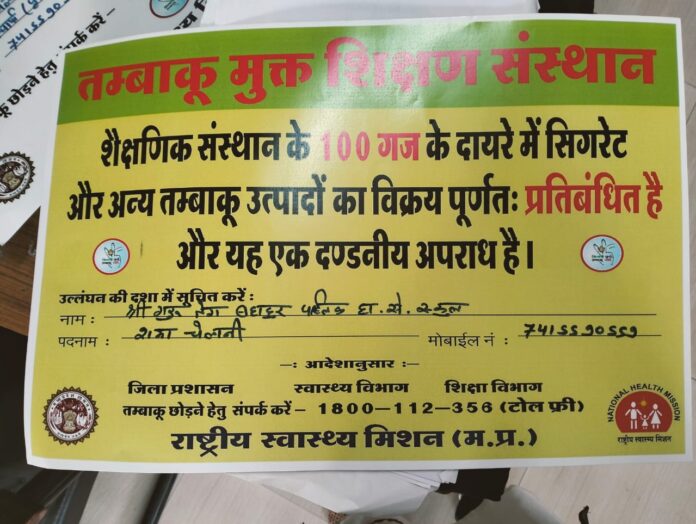 तम्बाकू मुक्त शिक्षण संस्थान
शैक्षणिक संस्थान के 100 गज के दायरे में सिगरेट
और अन्य तम्बाकू उत्पादों का विक्रय पूर्णतः प्रतिबंधित है
और यह एक दण्डनीय अपराध है।
उल्लंघन की दशा में सूचित करें :
नाम : श्री गुरु तेग बहादुर पब्लिक हा. से. स्कूल
पदनाम : चेलानी मोबाईल नं :
–: आदेशानुसार :–
जिला प्रशासन स्वास्थ्य विभाग शिक्षा विभाग
तम्बाकू छोड़ने हेतु संपर्क करें – 1800–112–356 (टोल फ्री)
राष्ट्रीय स्वास्थ्य मिशन (म.प्र.)
NATIONAL HEALTH MISSION
राष्ट्रीय स्वास्थ्य मिशन